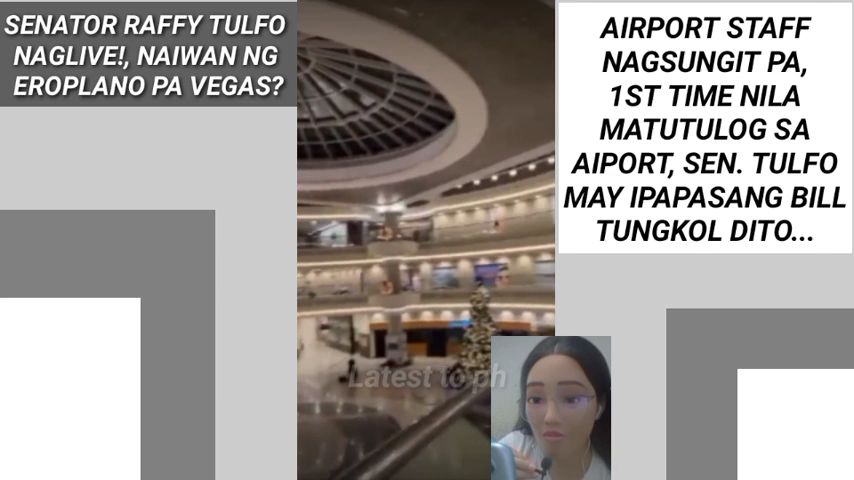 SENATOR RAFFY TULFO
NAGLIVE!, NAIWAN NG
EROPLANO PA VEGAS?
AIRPORT STAFF
NAGSUNGIT PA,
1ST TIME NILA
MATUTULOG SA
AIPORT, SEN. TULFO
MAY IPAPASANG BILL
TUNGKOL DITO...
Latest to ph